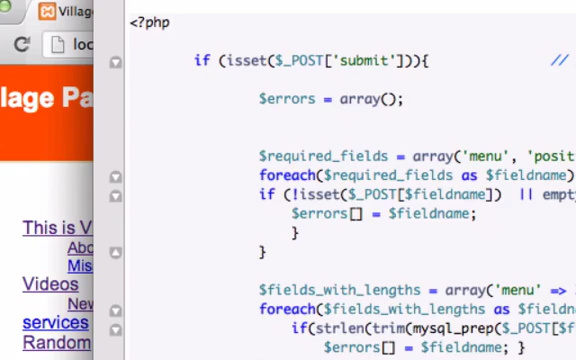 Village
loc
lage Pa
This is V
Abo
Mis
Videos
New
services
Random
<?php
if (isset($_POST['submit'])){ //
$errors = array();
$required_fields = array('menu', 'posit
foreach($required_fields as $fieldname)
if (!isset($_POST[$fieldname]) || empt
$errors[] = $fieldname;
}
}
$fields_with_lengths = array('menu' =>
foreach($fields_with_lengths as $fieldn
if(strlen(trim(mysql_prep($_POST[$f
$errors[] = $fieldname; }